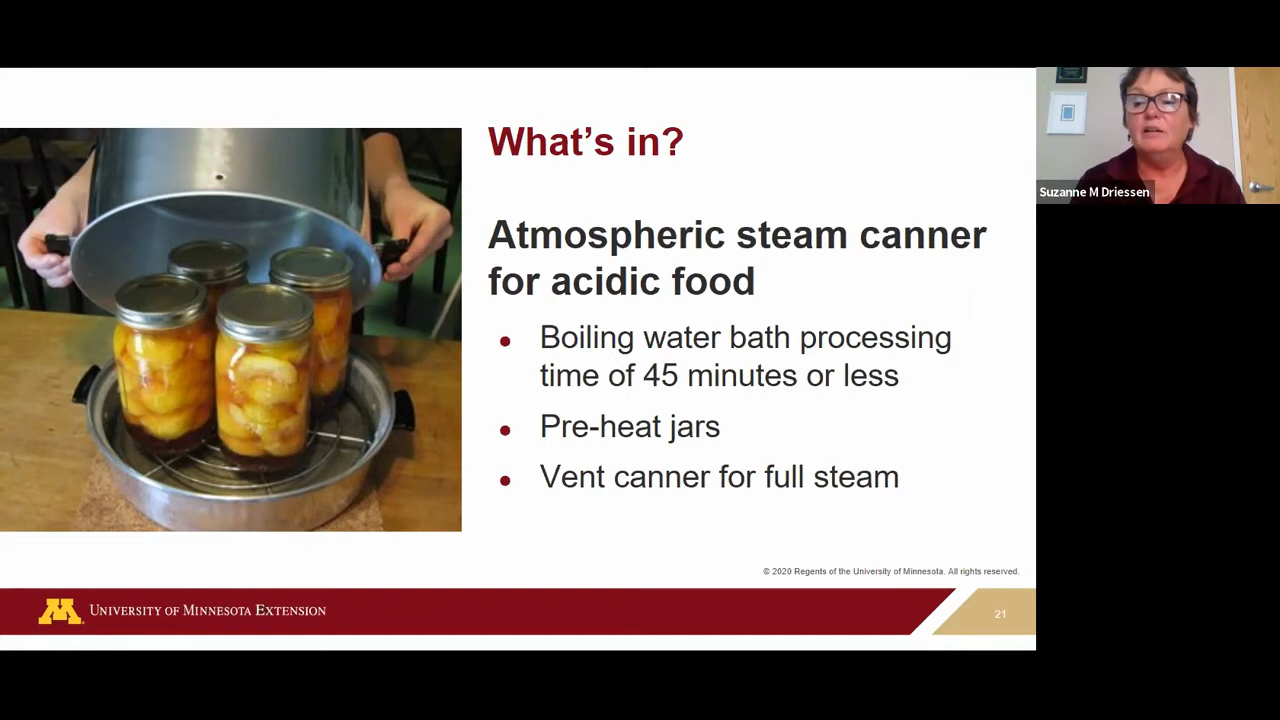 What's in?
Atmospheric steam canner
for acidic food
• Boiling water bath processing
time of 45 minutes or less
• Pre-heat jars
• Vent canner for full steam
© 2020 Regents of the University of Minnesota. All rights reserved.
M
University of Minnesota Extension
21
Suzanne M Driessen